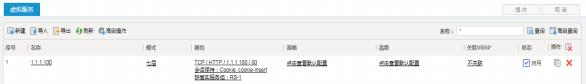 虚拟服务
提 交 取 消
新建 导入 导出 刷新 高级操作 名称: * 查询 高级查询
序号 名称 模式 属性 策略 选项 关联VRRP 状态 操作
1 1.1.1.100 七层 TCP / HTTP / 1.1.1.100 / 80 点击查看默认配置 点击查看默认配置 不关联 启用
会话保持: Cookie: cookie-insert
默认实服务组: RS-1